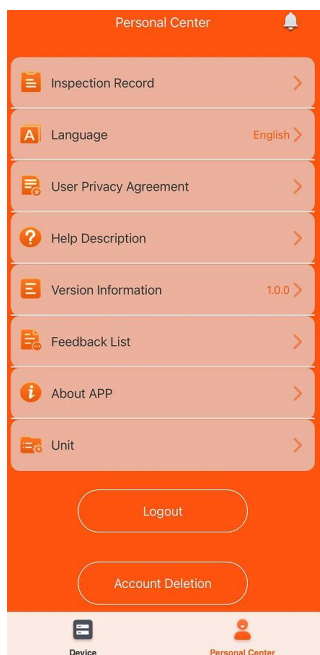 Personal Center
Inspection Record
Language English
User Privacy Agreement
Help Description
Version Information 1.0.0
Feedback List
About APP
Unit
Logout
Account Deletion
Device Personal Center